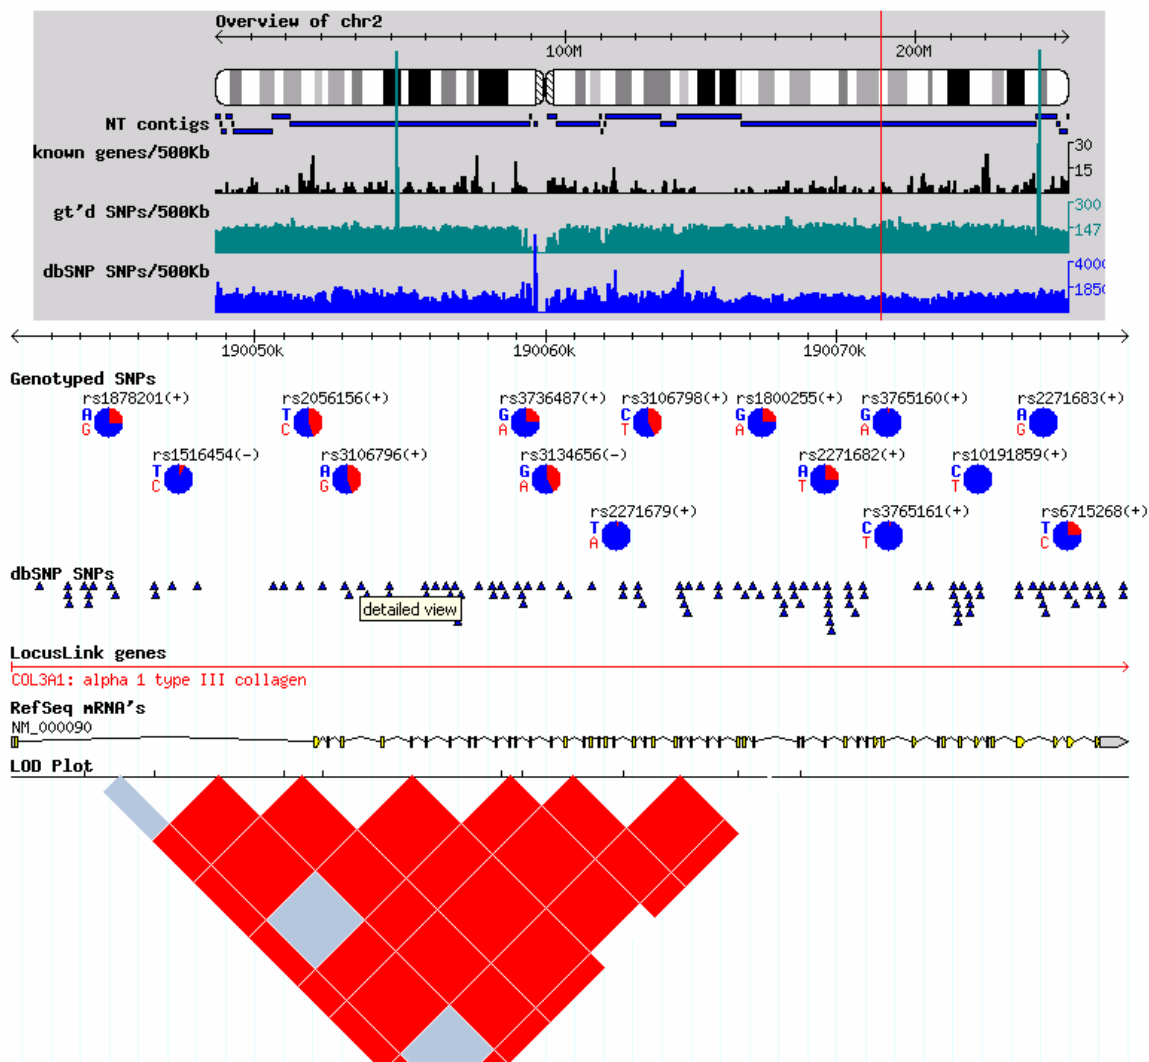 Overview of chr2
100M 200M
NT contigs
known genes/500Kb
30
15
gt'd SNPs/500Kb
300
147
dbSNP SNPs/500Kb
4000
1850
190050k 190060k 190070k
Genotyped SNPs
rs1878201(+) rs2056156(+) rs3736487(+) rs3106798(+) rs1800255(+) rs3765160(+) rs2271683(+)
A T G C G G A
G C A T A A G
rs1516454(-) rs3106796(+) rs3134656(-) rs2271682(+) rs10191859(+)
T A G A C
C G A T T
rs2271679(+) rs3765161(+) rs6715268(+)
T C T
A T C
dbSNP SNPs
detailed view
LocusLink genes
COL3A1: alpha 1 type III collagen
RefSeq mRNA's
NM_000090
LOD Plot